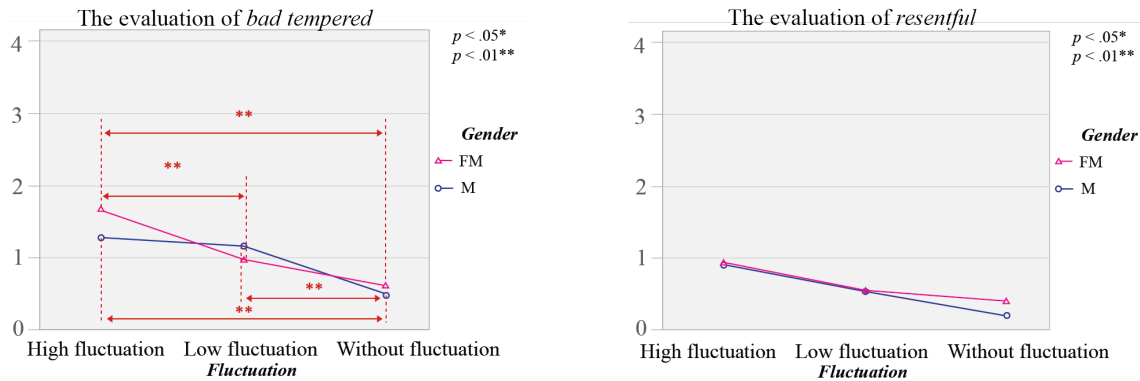 The evaluation of bad tempered
p < .05*
p < .01**
4
3
2
1
0
**
**
**
**
Gender
FM
M
High fluctuation Low fluctuation Without fluctuation
Fluctuation
The evaluation of resentful
p < .05*
p < .01**
4
3
2
1
0
Gender
FM
M
High fluctuation Low fluctuation Without fluctuation
Fluctuation